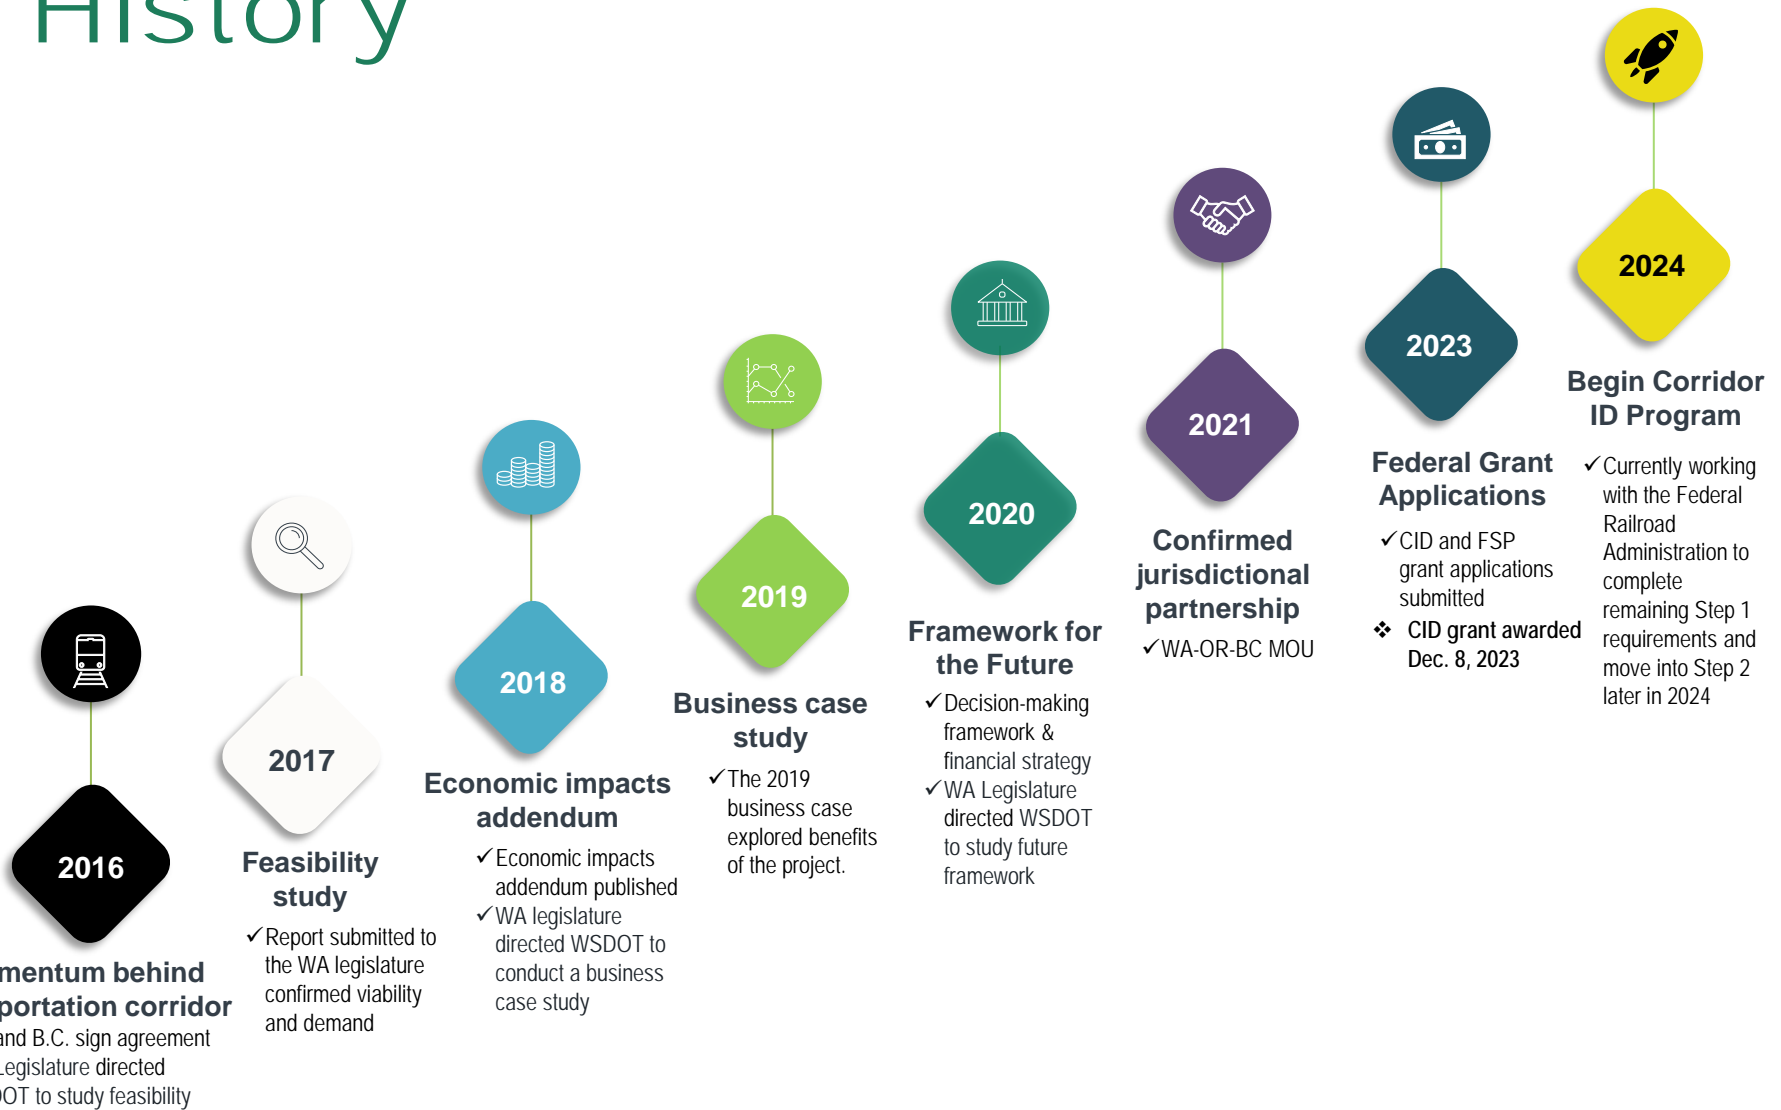 History
2016
mentum behind
portation corridor
and B.C. sign agreement
Legislature directed
OT to study feasibility
2017
Feasibility
study
✓Report submitted to
the WA legislature
confirmed viability
and demand
2018
Economic impacts
addendum
✓Economic impacts
addendum published
✓WA legislature
directed WSDOT to
conduct a business
case study
2019
Business case
study
✓The 2019
business case
explored benefits
of the project.
2020
Framework for
the Future
✓Decision-making
framework &
financial strategy
✓WA Legislature
directed WSDOT
to study future
framework
2021
Confirmed
jurisdictional
partnership
✓WA-OR-BC MOU
2023
Federal Grant
Applications
✓CID and FSP
grant applications
submitted
❖ CID grant awarded
Dec. 8, 2023
2024
Begin Corridor
ID Program
✓Currently working
with the Federal
Railroad
Administration to
complete
remaining Step 1
requirements and
move into Step 2
later in 2024